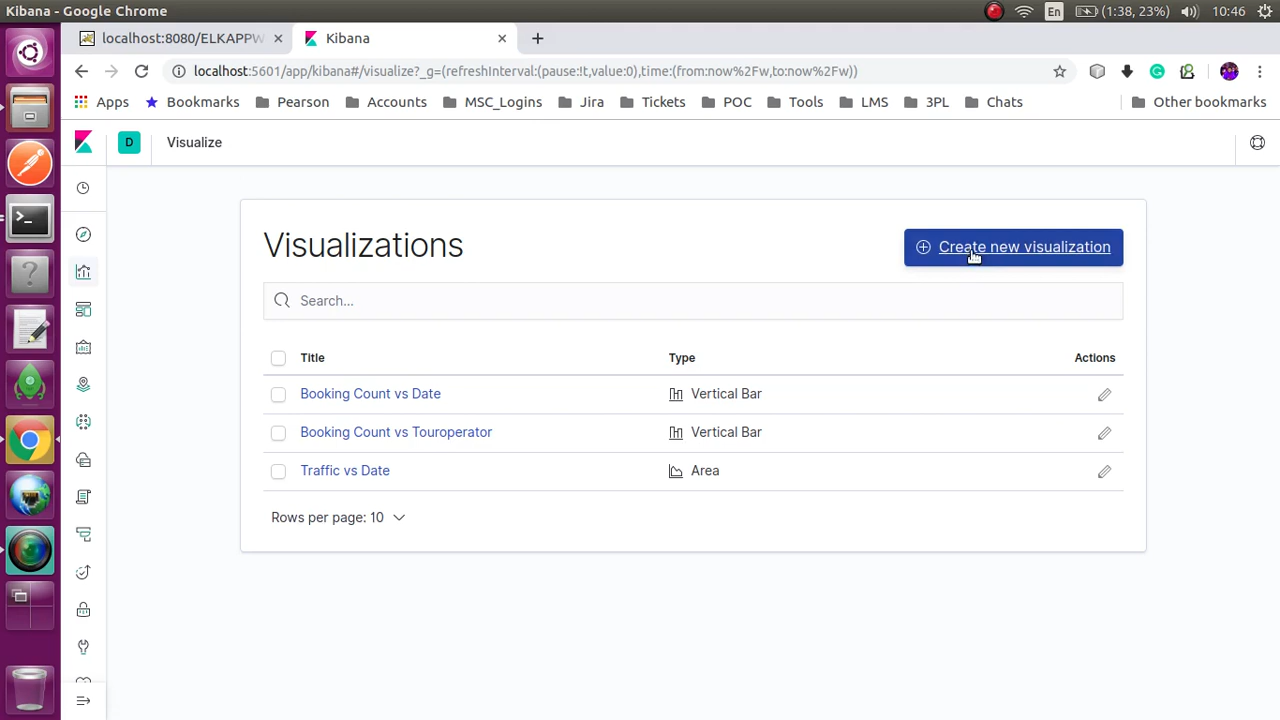 Kibana - Google Chrome
En
(1:38, 23%)
10:46
localhost:8080/ELKAPPW
Kibana
localhost:5601/app/kibana#/visualize?_g=(refreshInterval:(pause:!t,value:0),time:(from:now%2Fw,to:now%2Fw))
Apps
Bookmarks
Pearson
Accounts
MSC_Logins
Jira
Tickets
POC
Tools
LMS
3PL
Chats
Other bookmarks
D
Visualize
Visualizations
Create new visualization
Search...
Title
Type
Actions
Booking Count vs Date
Vertical Bar
Booking Count vs Touroperator
Vertical Bar
Traffic vs Date
Area
Rows per page: 10